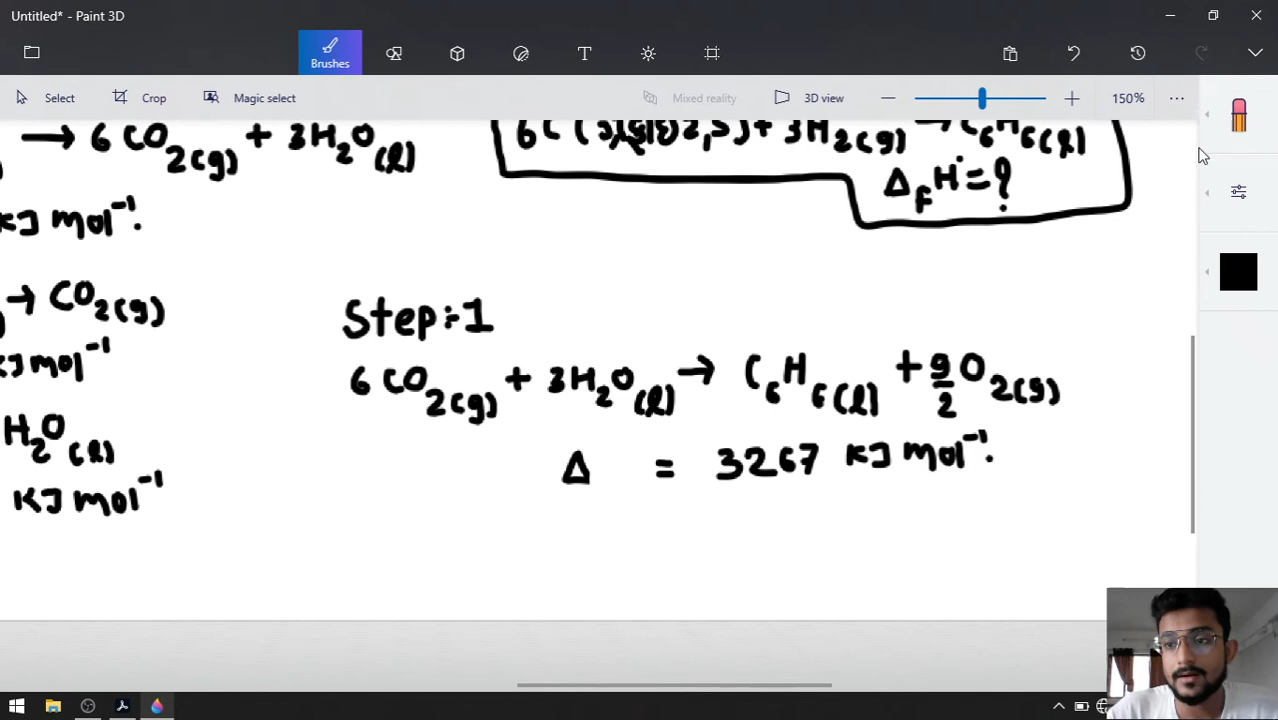 Untitled* - Paint 3D
Brushes
Select Crop Magic select Mixed reality 3D view 150%
→ 6 CO2(g) + 3H2O(l)
KJ mol⁻¹.
→ CO2(g)
KJ mol⁻¹
H2O(l)
KJ mol⁻¹
3H2(g) → C6H6(l)
ΔfH° = ?
Step:-1
6 CO2(g) + 3H2O(l) → C6H6(l) + 9/2 O2(g)
Δ = 3267 KJ mol⁻¹.